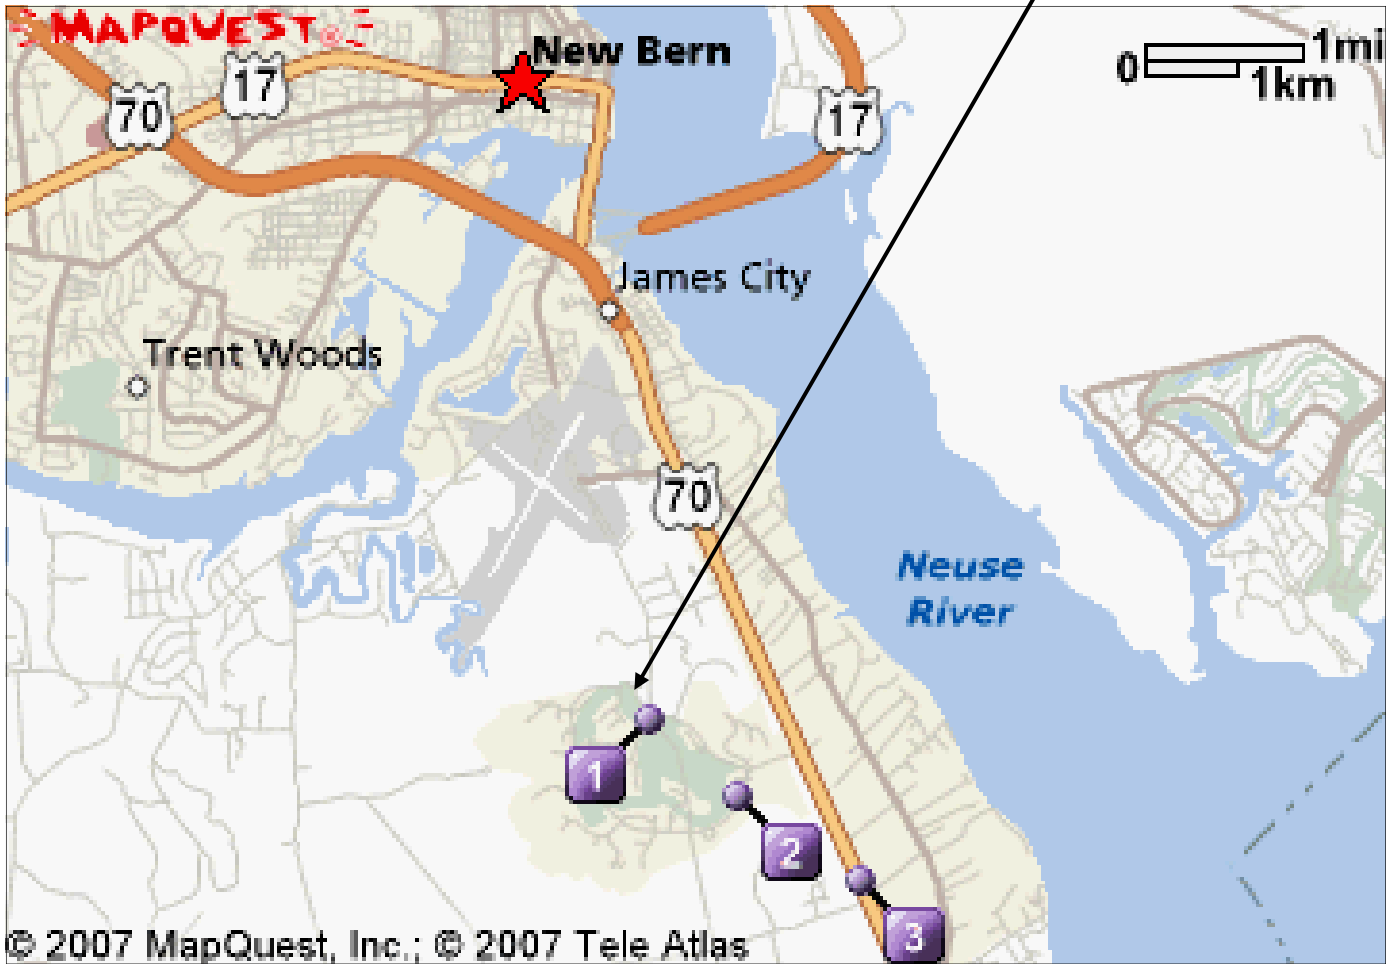 MAPQUEST®
New Bern
0
1mi
1km
17
70
17
James City
Trent Woods
70
Neuse
River
1
2
3
© 2007 MapQuest, Inc.; © 2007 Tele Atlas